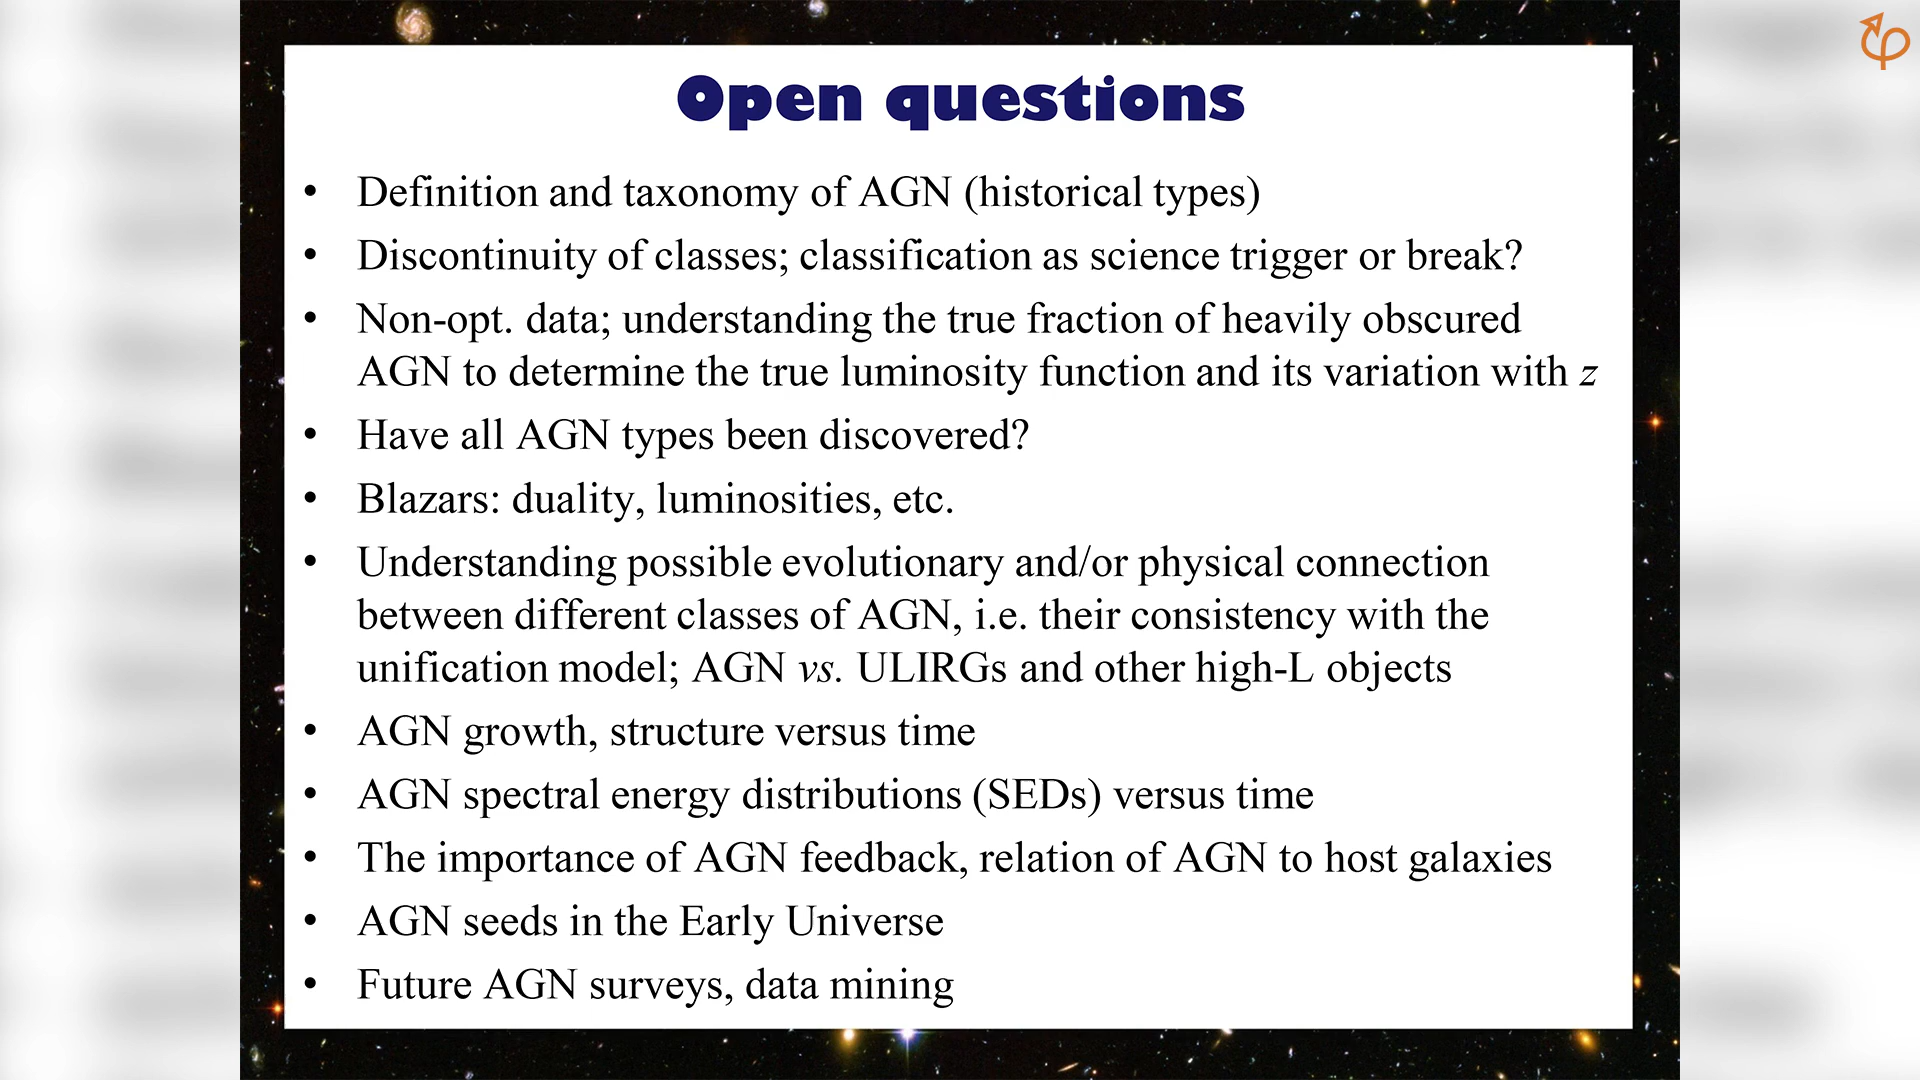 Open questions
• Definition and taxonomy of AGN (historical types)
• Discontinuity of classes; classification as science trigger or break?
• Non-opt. data; understanding the true fraction of heavily obscured
AGN to determine the true luminosity function and its variation with z
• Have all AGN types been discovered?
• Blazars: duality, luminosities, etc.
• Understanding possible evolutionary and/or physical connection
between different classes of AGN, i.e. their consistency with the
unification model; AGN vs. ULIRGs and other high-L objects
• AGN growth, structure versus time
• AGN spectral energy distributions (SEDs) versus time
• The importance of AGN feedback, relation of AGN to host galaxies
• AGN seeds in the Early Universe
• Future AGN surveys, data mining